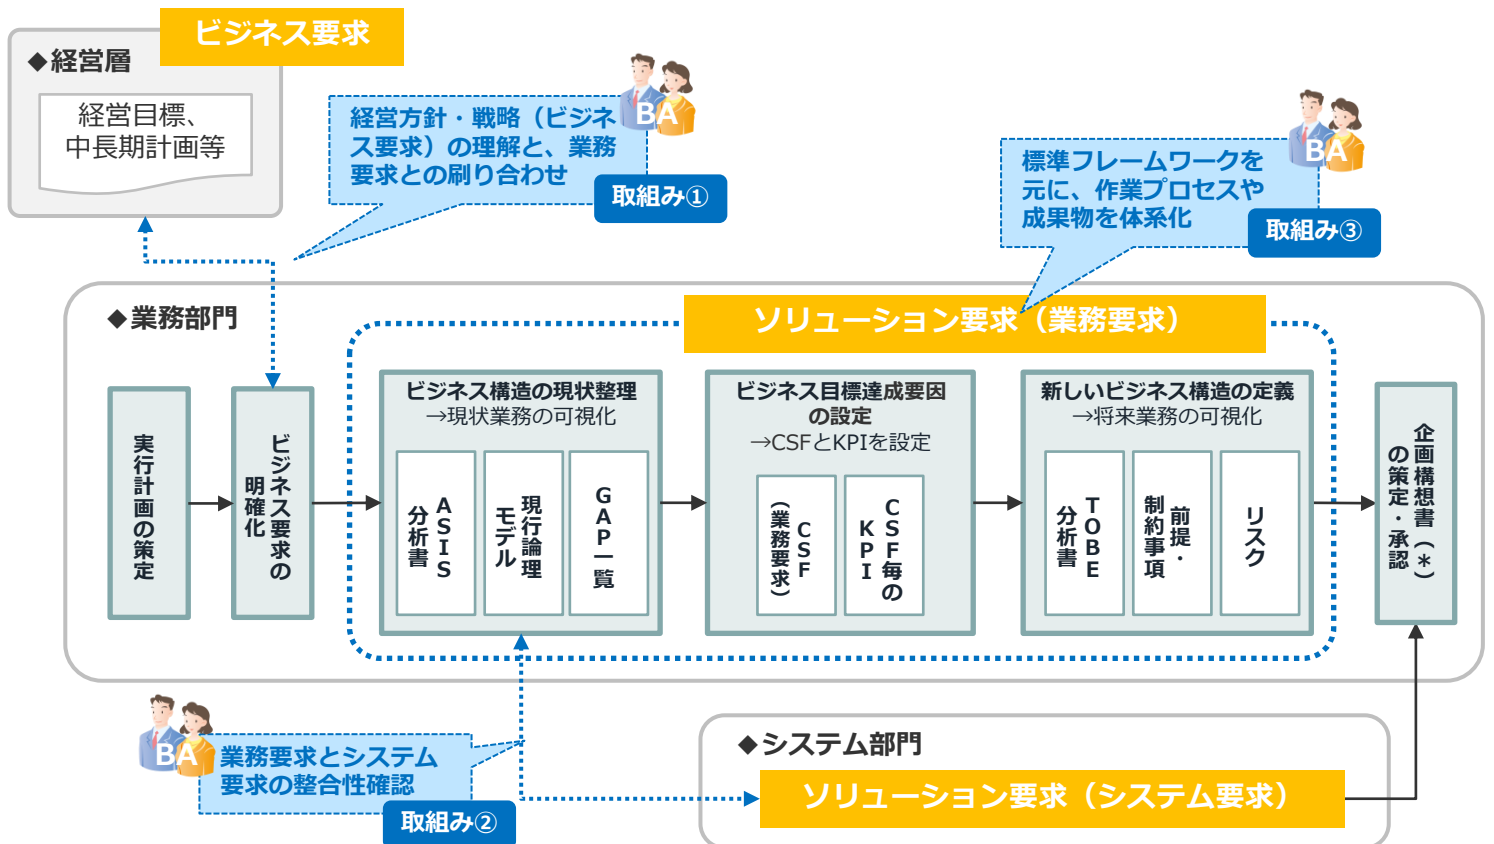 ビジネス要求
◆経営層
経営目標、
中長期計画等
経営方針・戦略（ビジネ
ス要求）の理解と、業務
要求との刷り合わせ
BA
取組み①
標準フレームワークを
元に、作業プロセスや
成果物を体系化
BA
取組み③
◆業務部門
ソリューション要求（業務要求）
実行計画の策定
ビジネス要求の
明確化
ビジネス構造の現状整理
→現状業務の可視化
ASIS
分析書
現行論理
モデル
GAP一覧
ビジネス目標達成要因
の設定
→CSFとKPIを設定
CSF
（業務要求）
CSF毎の
KPI
新しいビジネス構造の定義
→将来業務の可視化
TOBE
分析書
前提・
制約事項
リスク
企画構想書（＊）
の策定・承認
BA
業務要求とシステム
要求の整合性確認
取組み②
◆システム部門
ソリューション要求（システム要求）